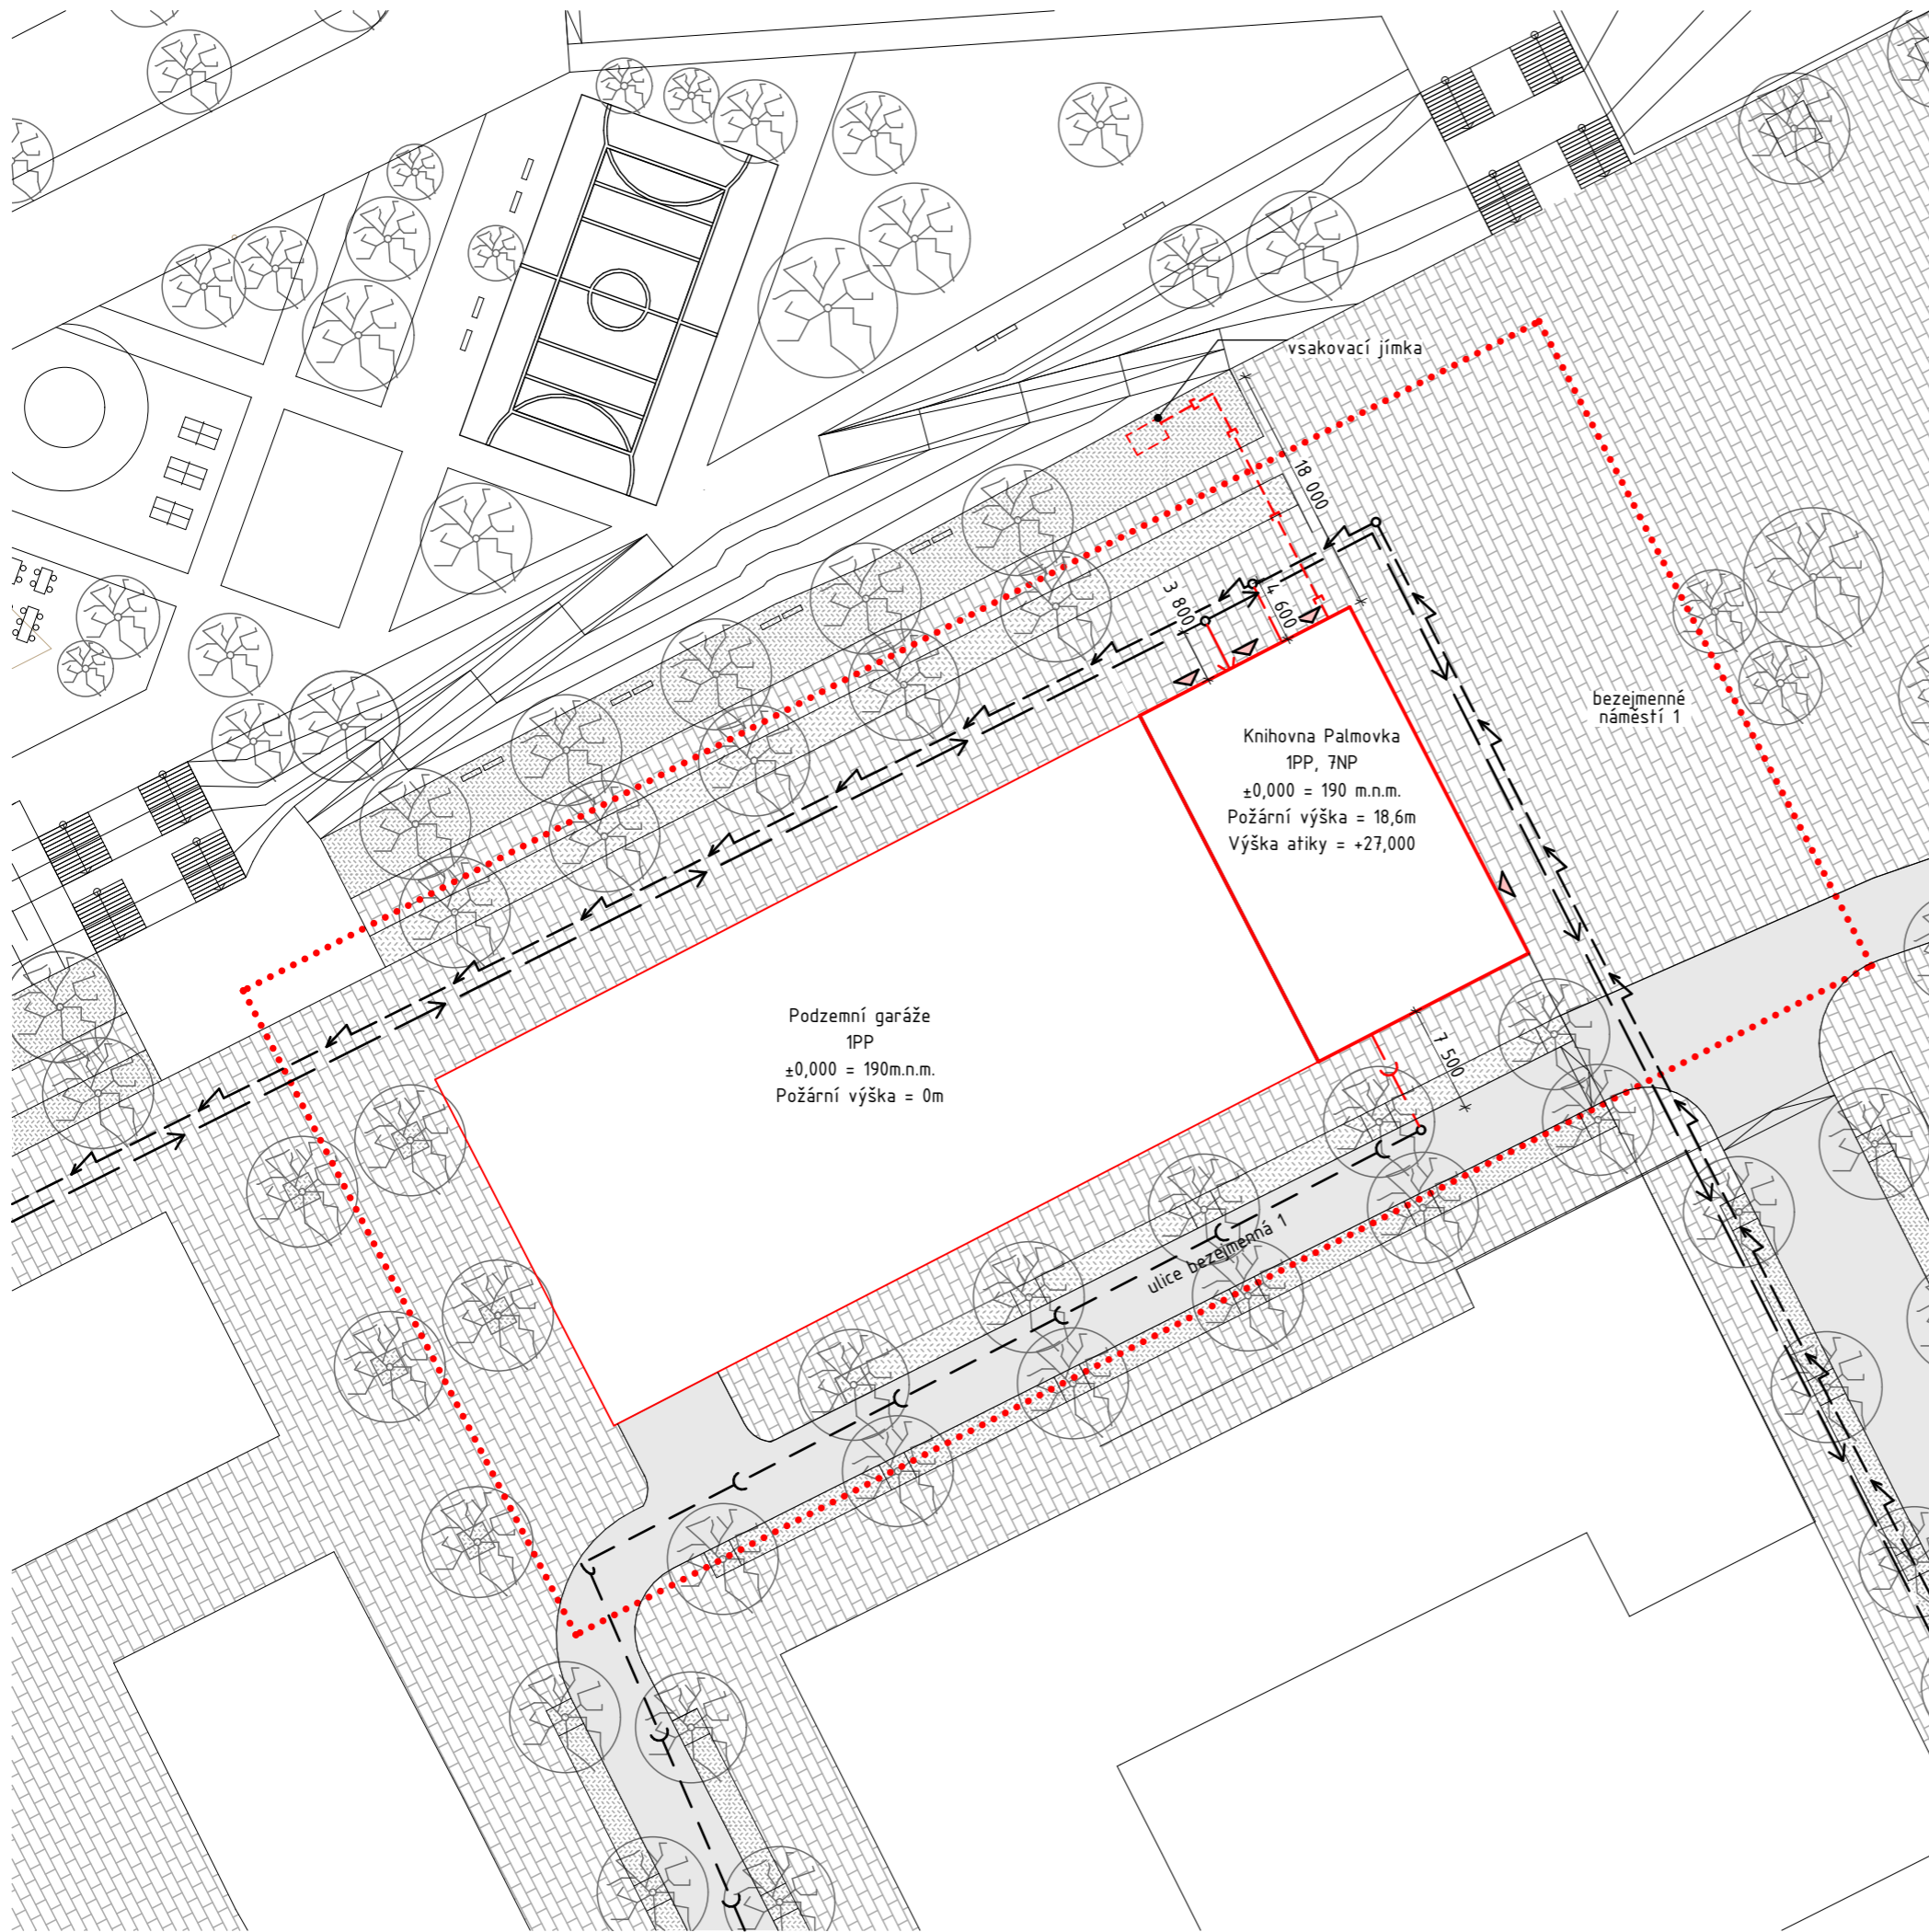 vsakovací jímka
18 000
3 800
4 600
bezejmenné
náměstí 1
Knihovna Palmovka
1PP, 7NP
±0,000 = 190 m.n.m.
Požární výška = 18,6m
Výška atiky = +27,000
Podzemní garáže
1PP
±0,000 = 190m.n.m.
Požární výška = 0m
7 500
ulice bezejmenná 1